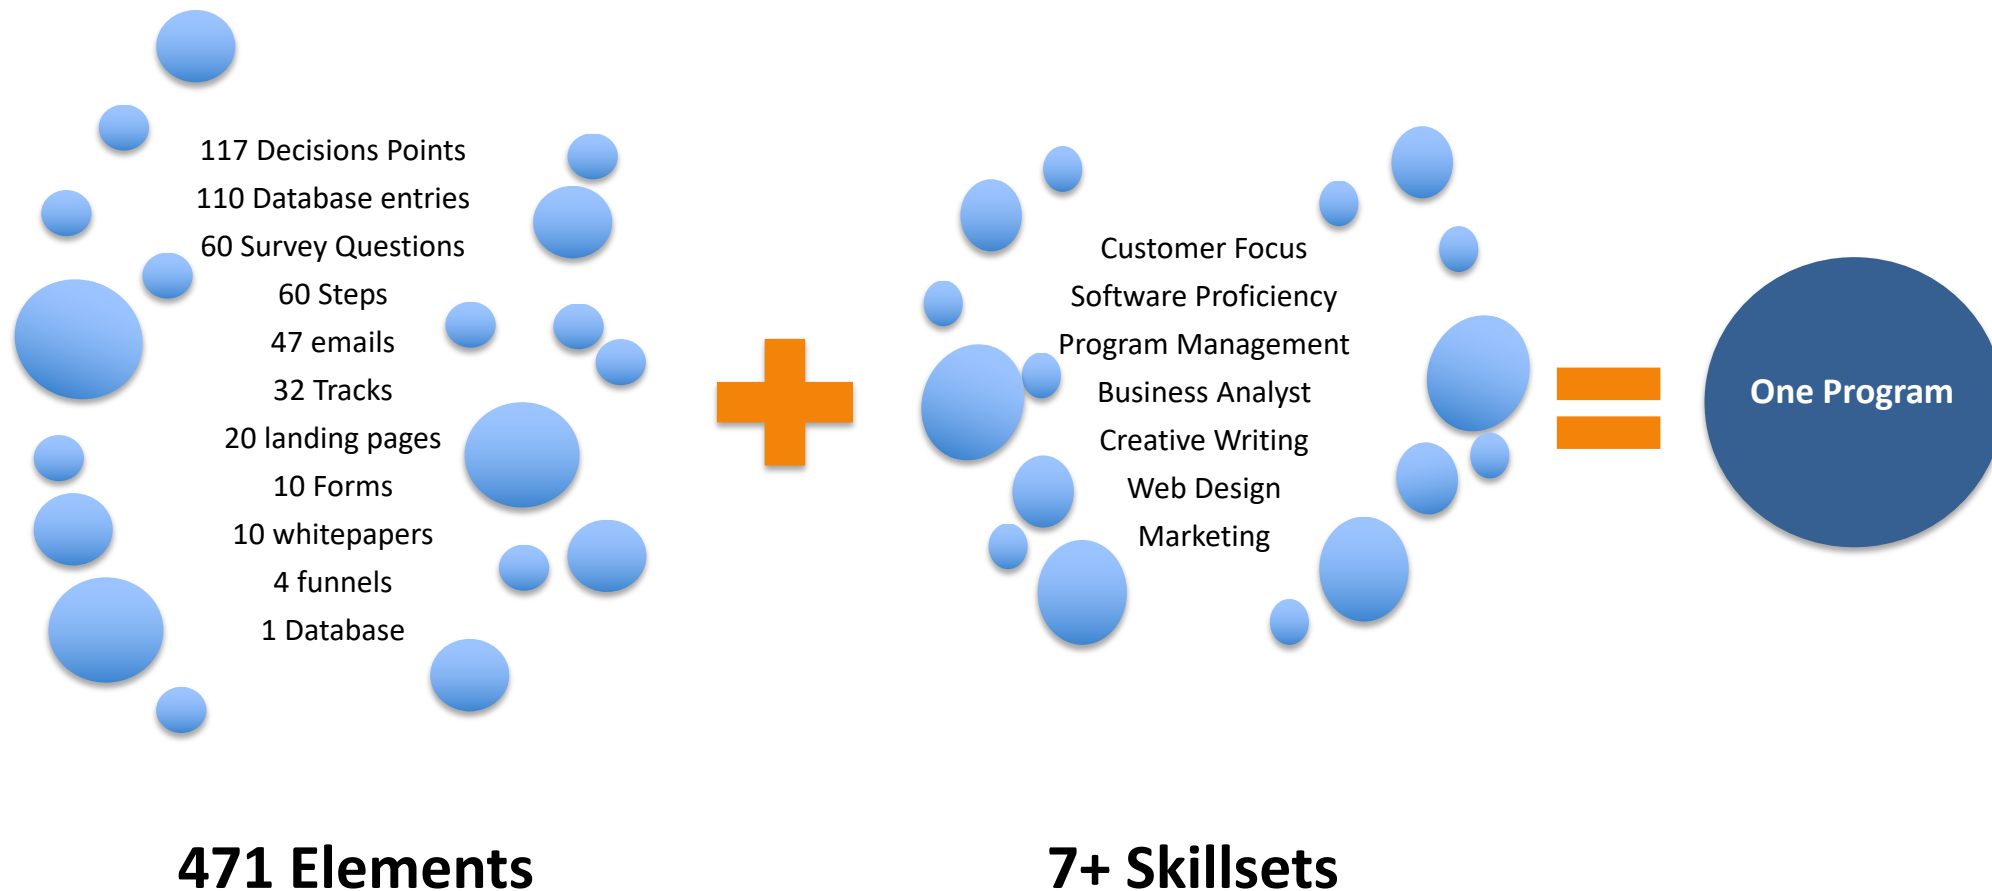 117 Decisions Points
110 Database entries
60 Survey Questions
60 Steps
47 emails
32 Tracks
20 landing pages
10 Forms
10 whitepapers
4 funnels
1 Database
471 Elements
Customer Focus
Software Proficiency
Program Management
Business Analyst
Creative Writing
Web Design
Marketing
7+ Skillsets
One Program